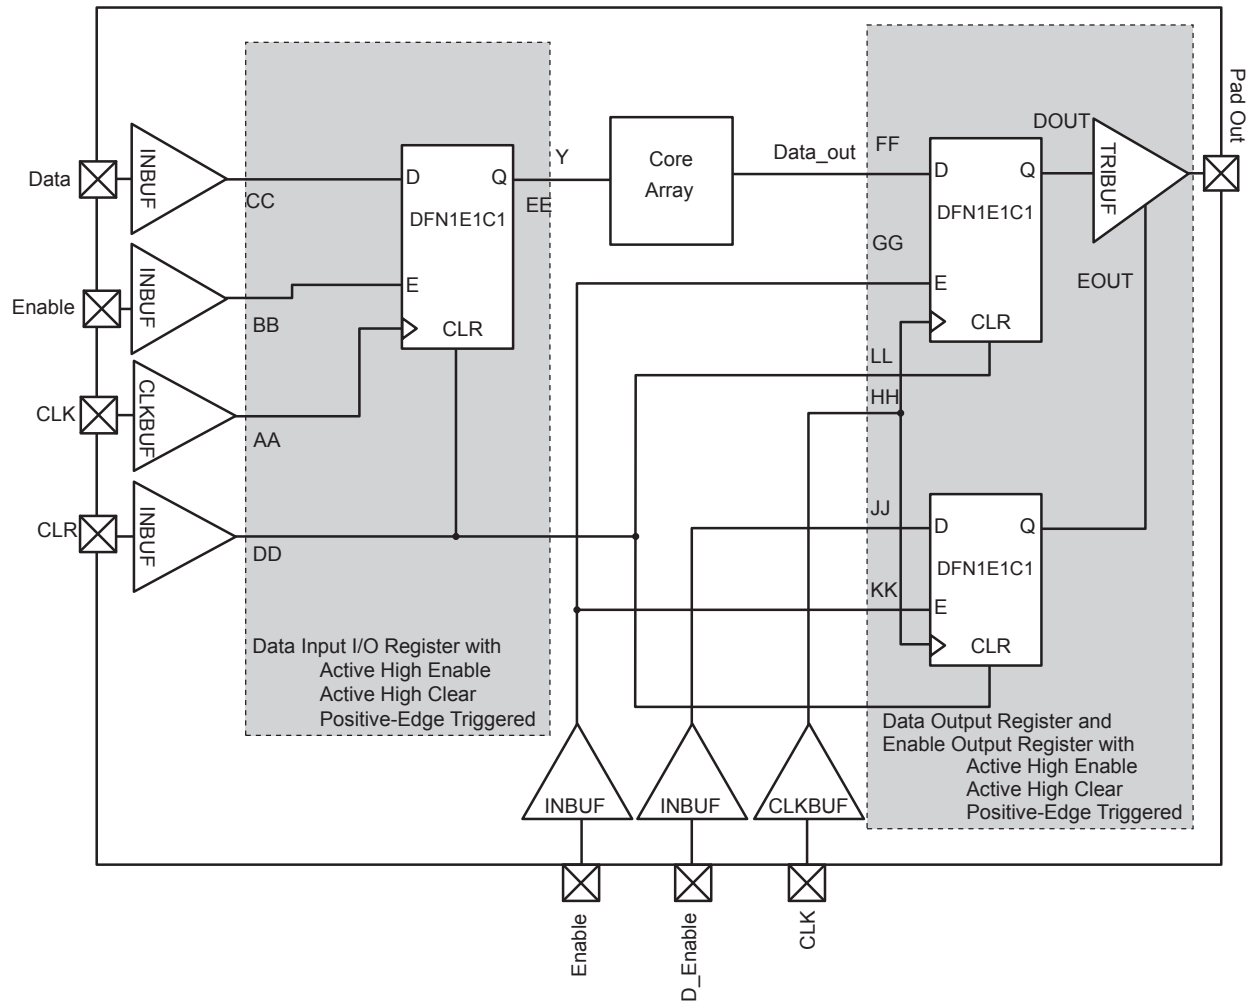 Data
INBUF
CC
D
Q
DFN1E1C1
E
CLR
Y
EE
Core
Array
Data_out
FF
GG
D
Q
DFN1E1C1
E
CLR
DOUT
TRIBUF
EOUT
Pad Out
Enable
INBUF
BB
CLK
CLKBUF
AA
CLR
INBUF
DD
LL
HH
JJ
KK
D
Q
DFN1E1C1
E
CLR
Data Input I/O Register with
Active High Enable
Active High Clear
Positive-Edge Triggered
Data Output Register and
Enable Output Register with
Active High Enable
Active High Clear
Positive-Edge Triggered
INBUF
INBUF
CLKBUF
Enable
D_Enable
CLK